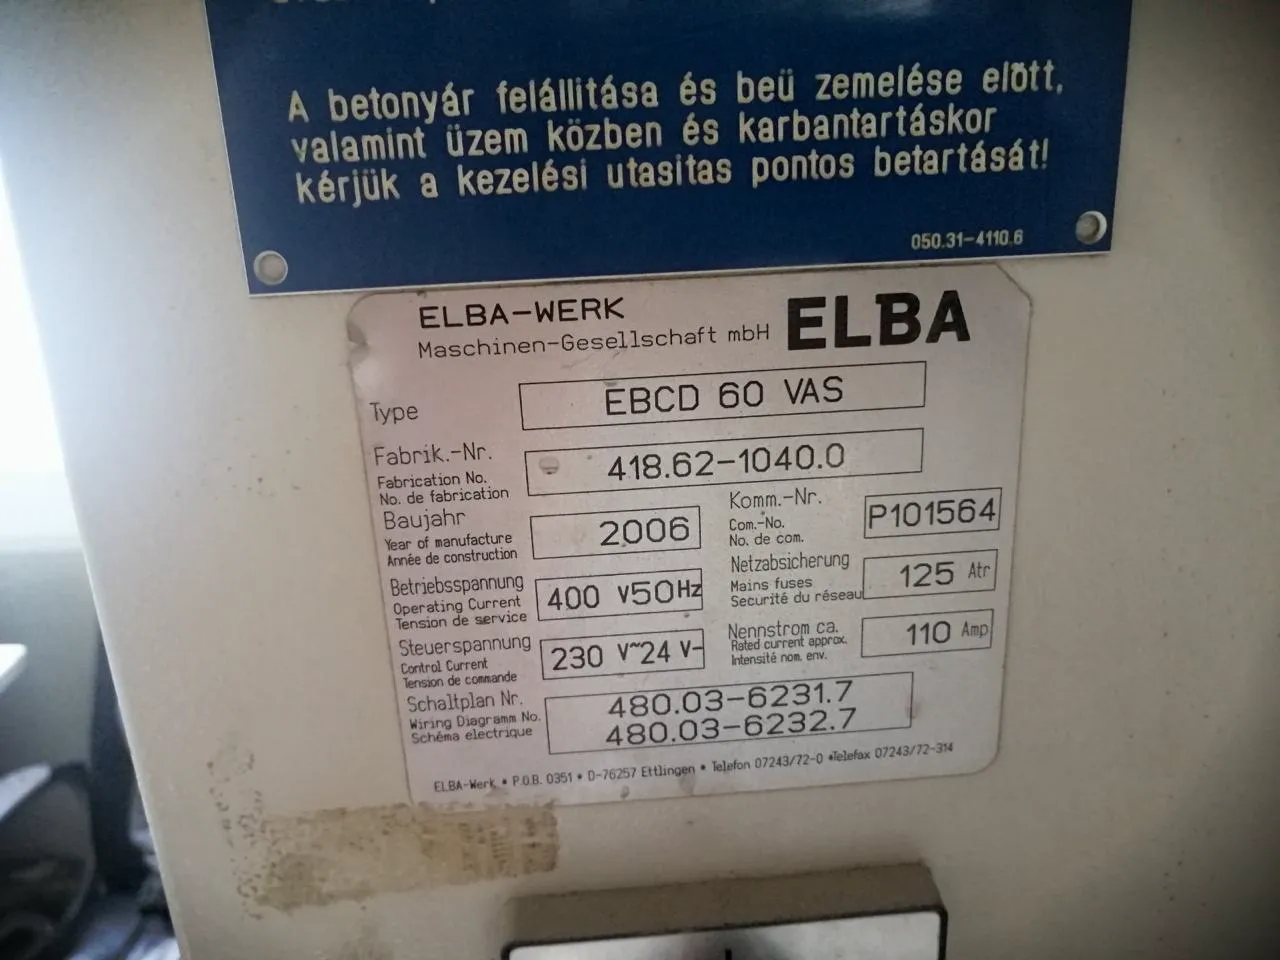 A betonyár felállitása és beü zemelése elött,
valamint üzem közben és karbantartáskor
kérjük a kezelési utasitas pontos betartását!
050.31-4110.6
ELBA-WERK
Maschinen-Gesellschaft mbH
ELBA
Type EBCD 60 VAS
Fabrik.-Nr.
Fabrication No.
No. de fabrication
418.62-1040.0
Baujahr
Year of manufacture
Année de construction
2006
Komm.-Nr.
Com.-No.
No. de com.
P101564
Betriebsspannung
Operating Current
Tension de service
400 V50Hz
Netzabsicherung
Mains fuses
Securité du réseau
125 Atr
Steuerspannung
Control Current
Tension de commande
230 V~24 V-
Nennstrom ca.
Rated current approx.
Intensité nom. env.
110 Amp
Schaltplan Nr.
Wiring Diagramm No.
Schéma electrique
480.03-6231.7
480.03-6232.7
ELBA-Werk • P.O.B. 0351 • D-76257 Ettlingen • Telefon 07243/72-0 •Telefax 07243/72-314